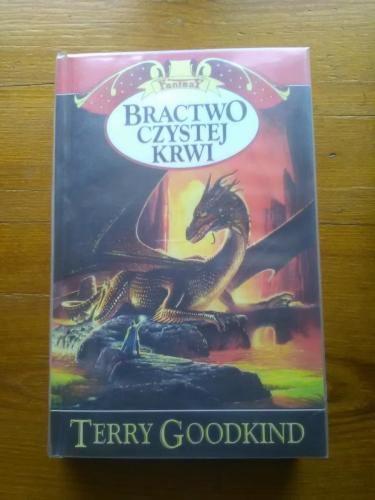 Fantasy
BRACTWO
CZYSTEJ
KRWI
TERRY GOODKIND